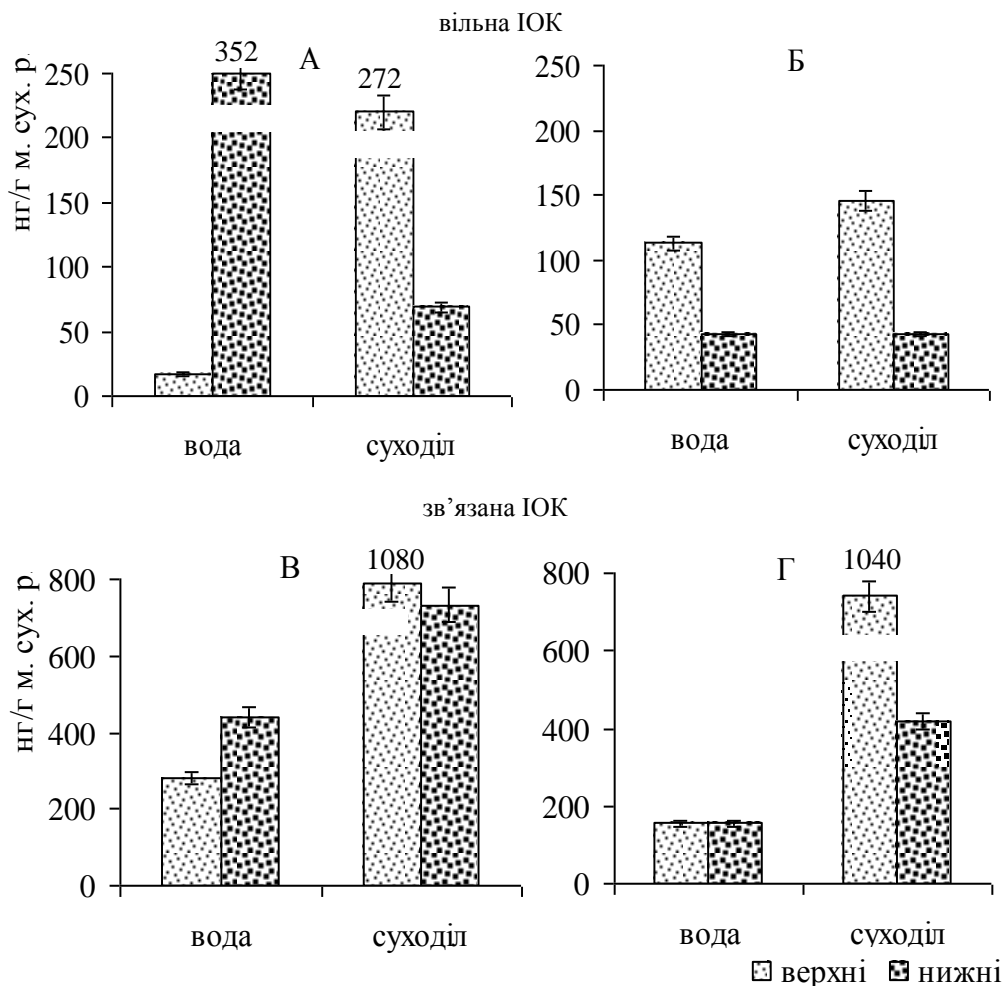 вільна ІОК
А
Б
352
272
нг/г м. сух. р.
250
200
150
100
50
0
вода
суходіл
250
200
150
100
50
0
вода
суходіл
зв’язана ІОК
В
Г
1080
1040
нг/г м. сух. р.
800
600
400
200
0
вода
суходіл
800
600
400
200
0
вода
суходіл
верхні
нижні